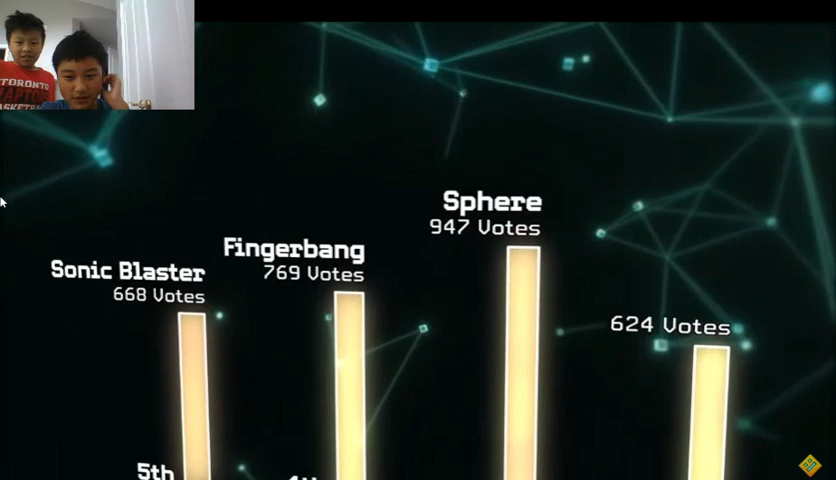 TORONTO
Sphere
947 Votes
Fingerbang
769 Votes
Sonic Blaster
668 Votes
624 Votes
5th